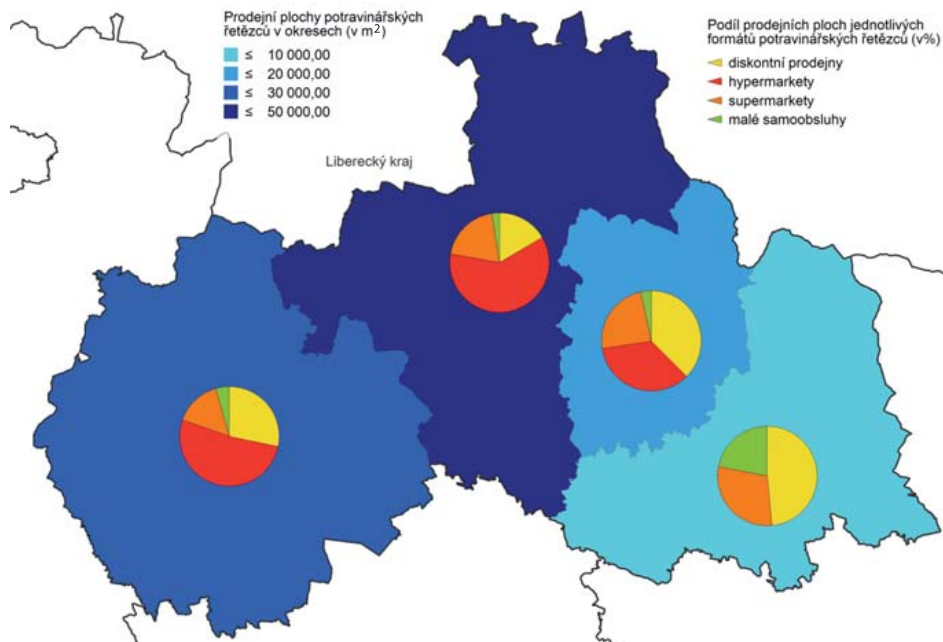 Prodejní plochy potravinářských
řetězců v okresech (v m²)
≤ 10 000,00
≤ 20 000,00
≤ 30 000,00
≤ 50 000,00
Podíl prodejních ploch jednotlivých
formátů potravinářských řetězců (v%)
diskontní prodejny
hypermarkety
supermarkety
malé samoobsluhy
Liberecký kraj